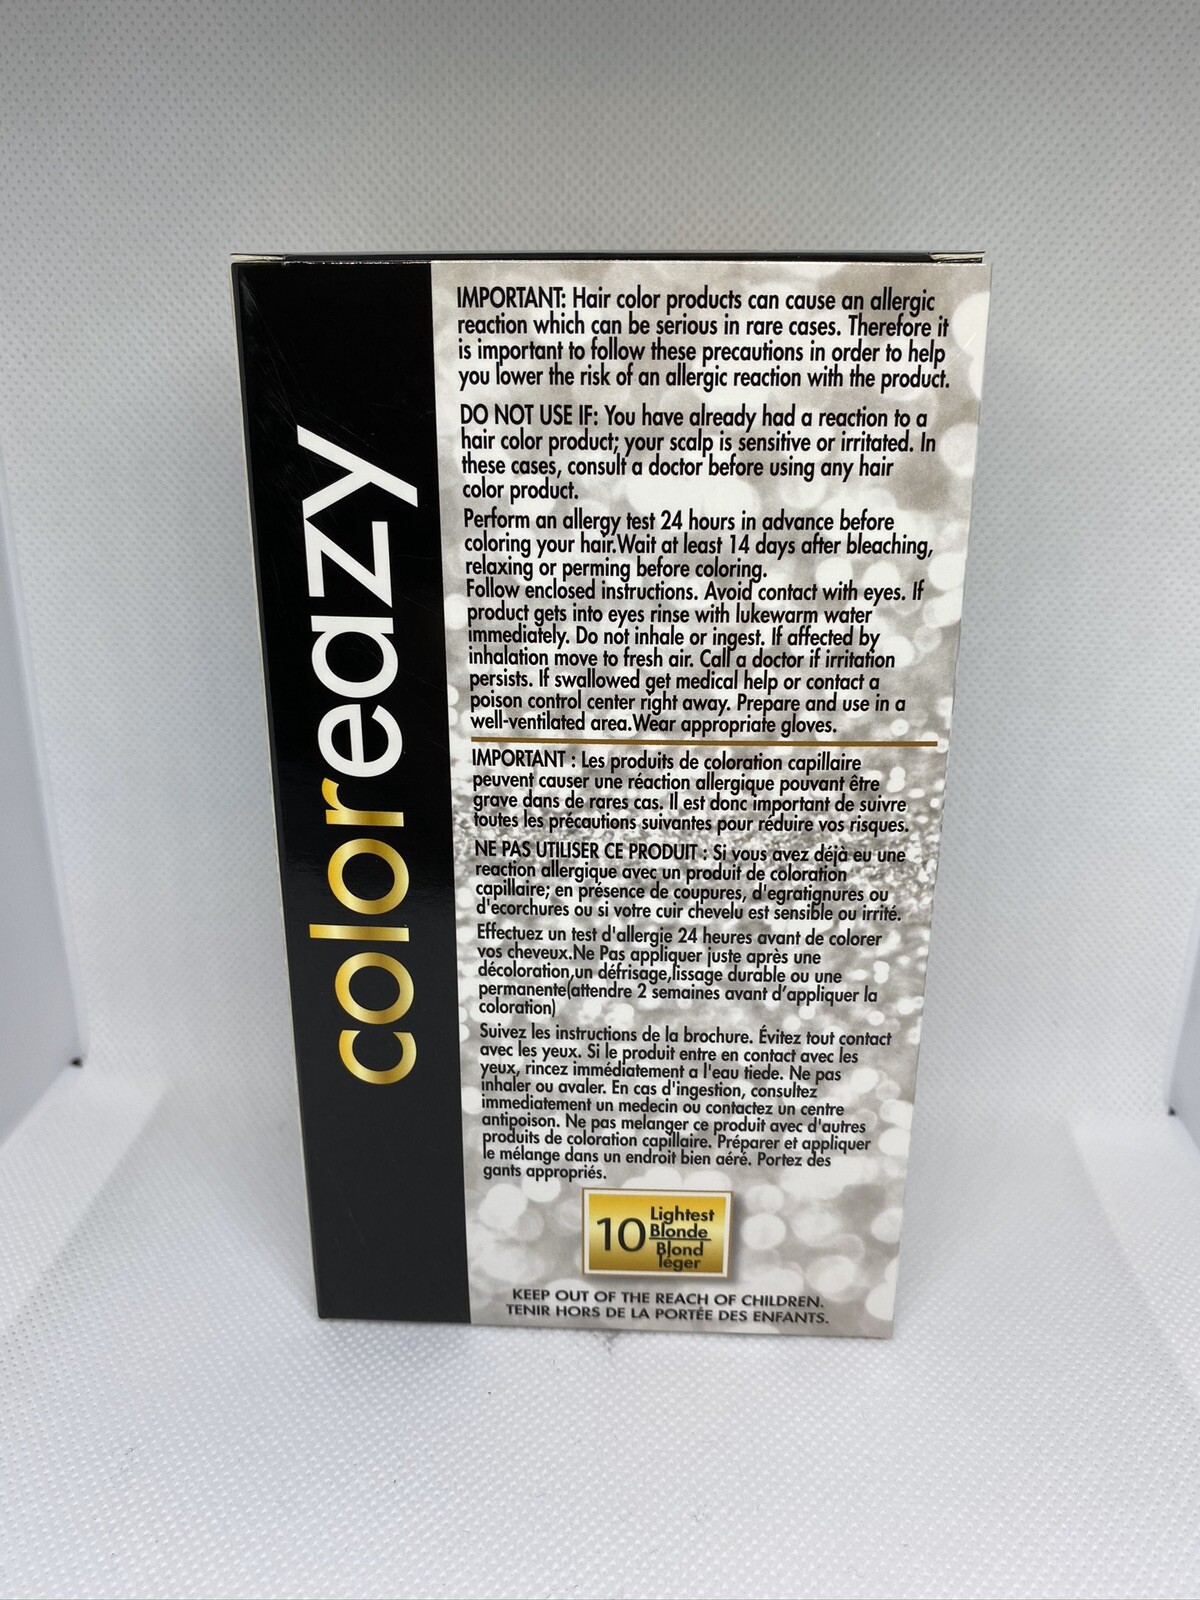 coloreazy
IMPORTANT: Hair color products can cause an allergic
reaction which can be serious in rare cases. Therefore it
is important to follow these precautions in order to help
you lower the risk of an allergic reaction with the product.
DO NOT USE IF: You have already had a reaction to a
hair color product; your scalp is sensitive or irritated. In
these cases, consult a doctor before using any hair
color product.
Perform an allergy test 24 hours in advance before
coloring your hair.Wait at least 14 days after bleaching,
relaxing or perming before coloring.
Follow enclosed instructions. Avoid contact with eyes. If
product gets into eyes rinse with lukewarm water
immediately. Do not inhale or ingest. If affected by
inhalation move to fresh air. Call a doctor if irritation
persists. If swallowed get medical help or contact a
poison control center right away. Prepare and use in a
well-ventilated area.Wear appropriate gloves.
IMPORTANT : Les produits de coloration capillaire
peuvent causer une réaction allergique pouvant être
grave dans de rares cas. Il est donc important de suivre
toutes les précautions suivantes pour réduire vos risques.
NE PAS UTILISER CE PRODUIT : Si vous avez déjà eu une
reaction allergique avec un produit de coloration
capillaire; en présence de coupures, d'egratignures ou
d'ecorchures ou si votre cuir chevelu est sensible ou irrité.
Effectuez un test d'allergie 24 heures avant de colorer
vos cheveux.Ne Pas appliquer juste après une
décoloration,un défrisage,lissage durable ou une
permanente(attendre 2 semaines avant d'appliquer la
coloration)
Suivez les instructions de la brochure. Évitez tout contact
avec les yeux. Si le produit entre en contact avec les
yeux, rincez immédiatement a l'eau tiede. Ne pas
inhaler ou avaler. En cas d'ingestion, consultez
immediatement un medecin ou contactez un centre
antipoison. Ne pas melanger ce produit avec d'autres
produits de coloration capillaire. Préparer et appliquer
le mélange dans un endroit bien aéré. Portez des
gants appropriés.
10
Lightest
Blonde
Blond
léger
KEEP OUT OF THE REACH OF CHILDREN.
TENIR HORS DE LA PORTÉE DES ENFANTS.